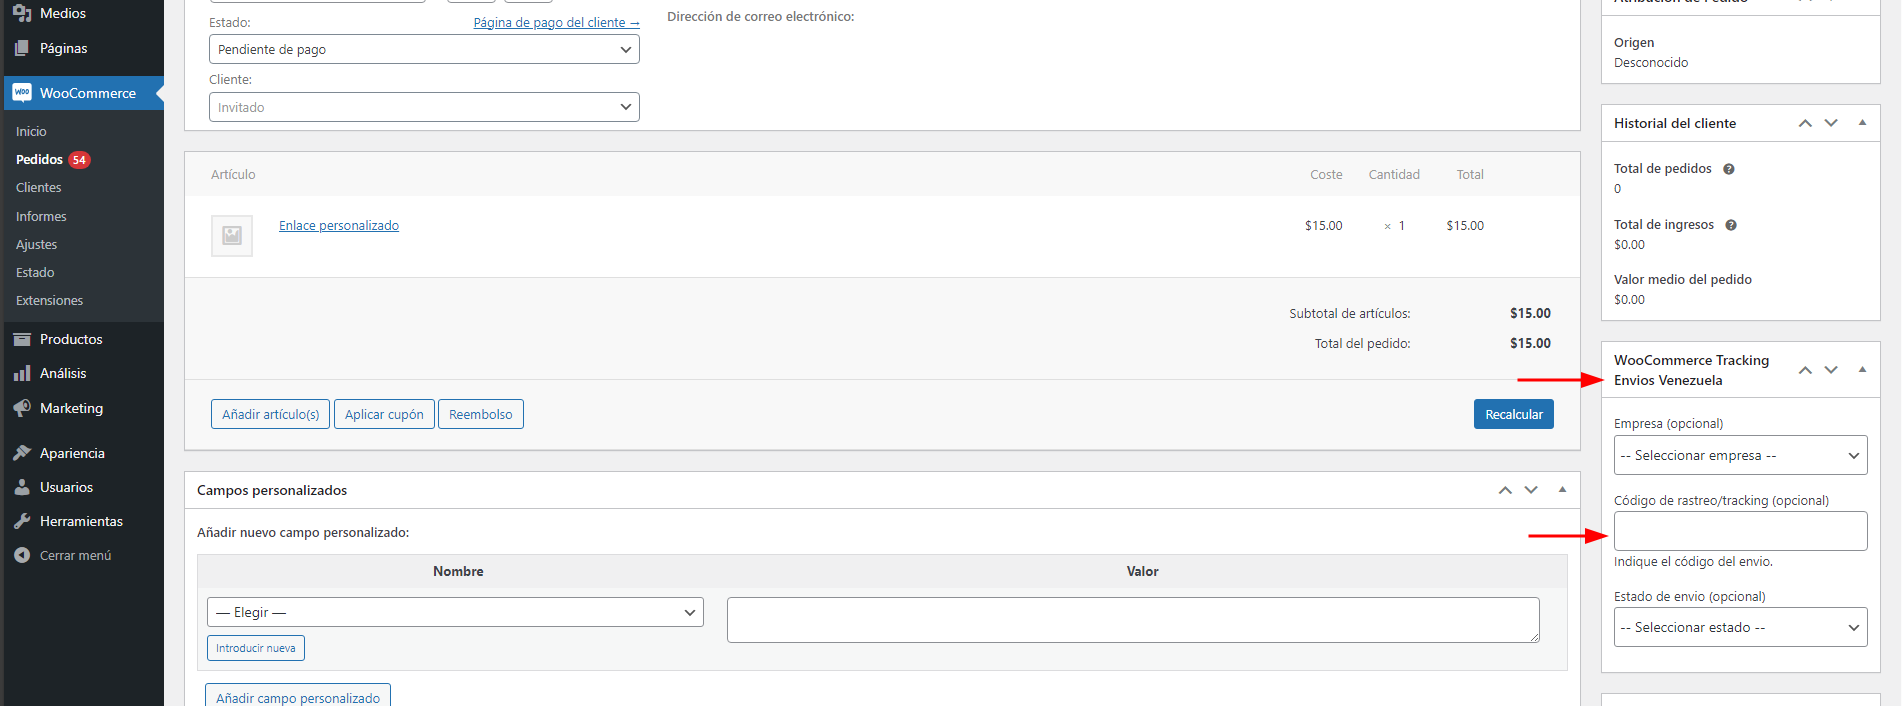 Medios
Páginas
WooCommerce
Inicio
Pedidos 54
Clientes
Informes
Ajustes
Estado
Extensiones
Productos
Análisis
Marketing
Apariencia
Usuarios
Herramientas
Cerrar menú
Estado:
Página de pago del cliente →
Pendiente de pago
Cliente:
Invitado
Dirección de correo electrónico:
Artículo Coste Cantidad Total
Enlace personalizado $15.00 × 1 $15.00
Subtotal de artículos: $15.00
Total del pedido: $15.00
Añadir artículo(s) Aplicar cupón Reembolso Recalcular
Campos personalizados
Añadir nuevo campo personalizado:
Nombre Valor
— Elegir —
Introducir nueva
Añadir campo personalizado
Atribución de Pedido
Origen
Desconocido
Historial del cliente
Total de pedidos ?
0
Total de ingresos ?
$0.00
Valor medio del pedido
$0.00
WooCommerce Tracking
Envios Venezuela
Empresa (opcional)
-- Seleccionar empresa --
Código de rastreo/tracking (opcional)
Indique el código del envio.
Estado de envio (opcional)
-- Seleccionar estado --